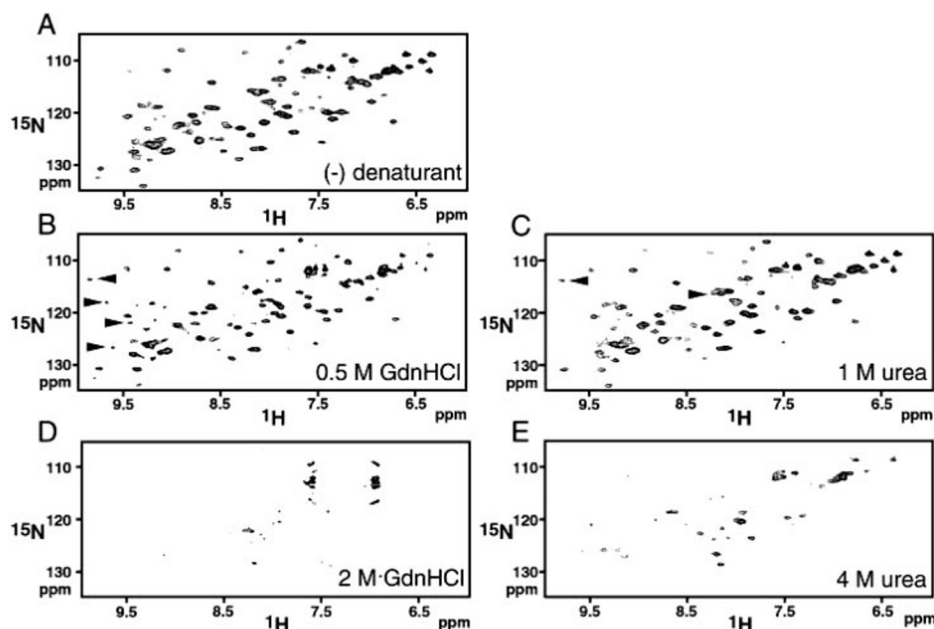 A
110
120
15N
130
ppm
(-) denaturant
9.5 8.5 7.5 6.5
1H ppm
B
110
120
15N
130
ppm
0.5 M GdnHCl
9.5 8.5 7.5 6.5
1H ppm
C
110
120
15N
130
ppm
1 M urea
9.5 8.5 7.5 6.5
1H ppm
D
110
120
15N
130
ppm
2 M·GdnHCl
9.5 8.5 7.5 6.5
1H ppm
E
110
120
15N
130
ppm
4 M urea
9.5 8.5 7.5 6.5
1H ppm